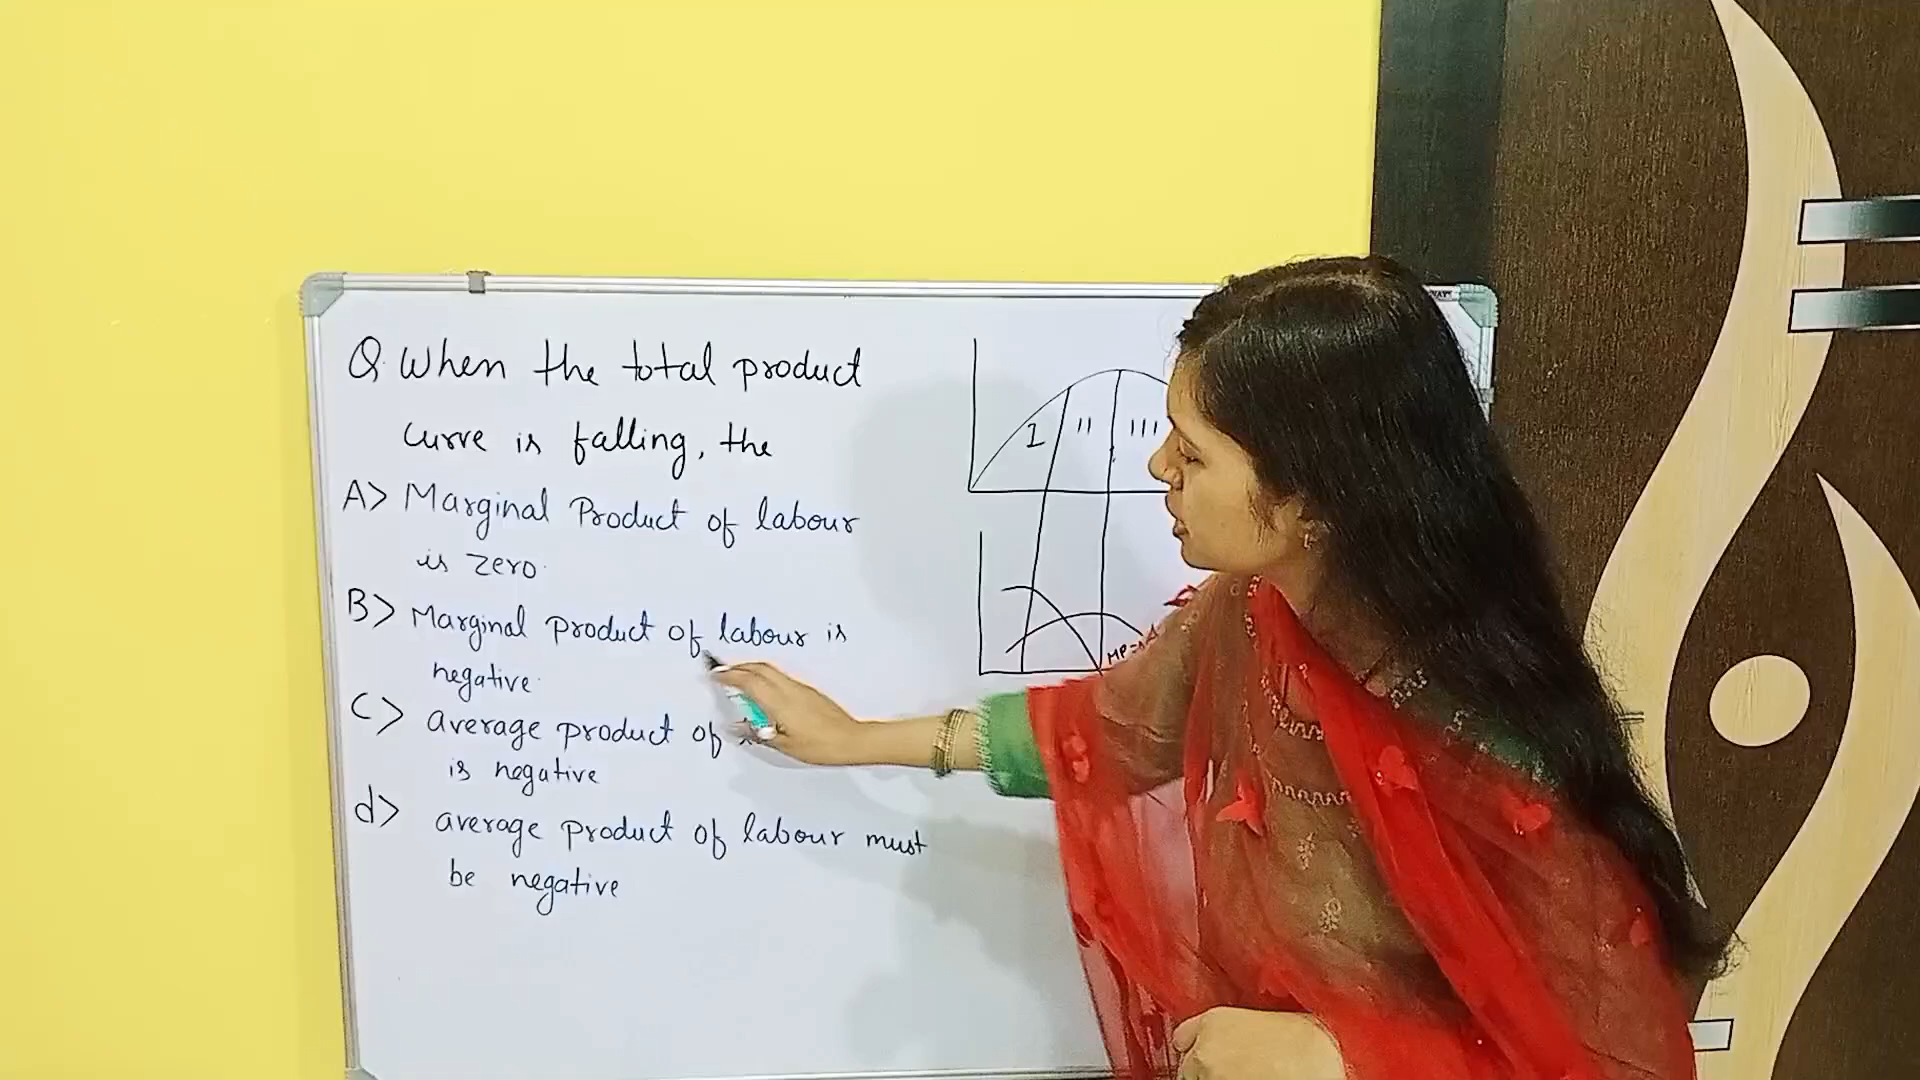 Q. When the total product
curve is falling, the
A> Marginal Product of labour
is zero.
B> Marginal product of labour is
negative.
C> average product of
is negative
d> average product of labour must
be negative
I
II
III